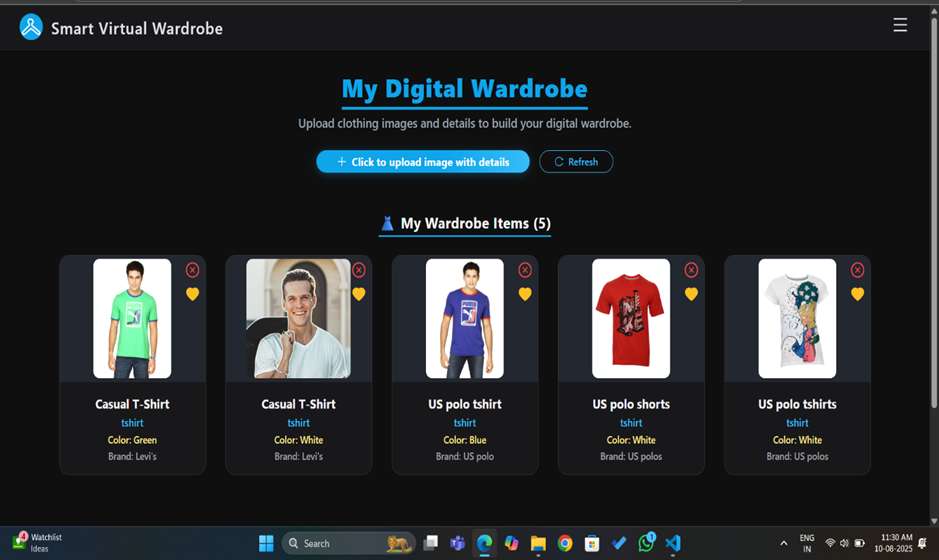 Smart Virtual Wardrobe
My Digital Wardrobe
Upload clothing images and details to build your digital wardrobe.
+ Click to upload image with details
Refresh
My Wardrobe Items (5)
Casual T-Shirt
tshirt
Color: Green
Brand: Levi's
Casual T-Shirt
tshirt
Color: White
Brand: Levi's
US polo tshirt
tshirt
Color: Blue
Brand: US polo
US polo shorts
tshirt
Color: White
Brand: US polos
US polo tshirts
tshirt
Color: White
Brand: US polos
4
Watchlist
Ideas
Search
1
ENG
IN
11:30 AM
10-08-2025